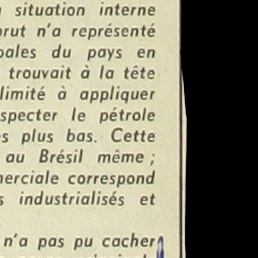 situation interne
brut n'a représenté
pales du pays en
trouvait à la tête
limité à appliquer
specter le pétrole
s plus bas. Cette
au Brésil même ;
merciale correspond
s industrialisés et
n'a pas pu cacher